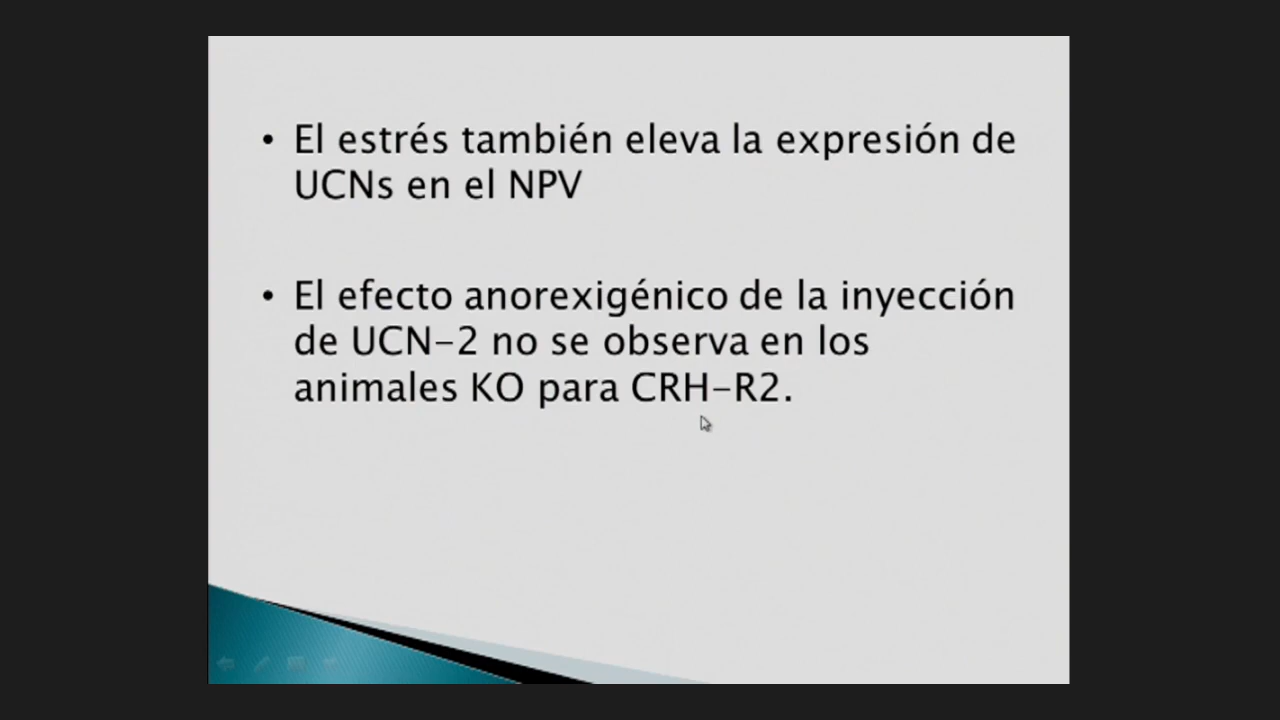 • El estrés también eleva la expresión de
UCNs en el NPV
• El efecto anorexigénico de la inyección
de UCN-2 no se observa en los
animales KO para CRH-R2.